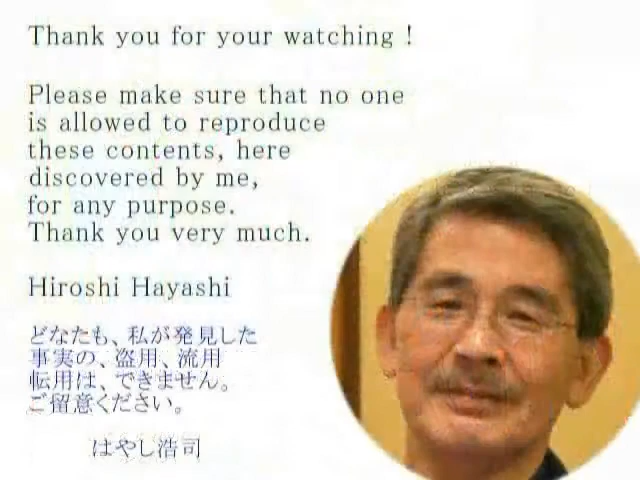 Thank you for your watching !
Please make sure that no one
is allowed to reproduce
these contents, here
discovered by me,
for any purpose.
Thank you very much.
Hiroshi Hayashi
どなたも、私が発見した
事実の、盗用、流用
転用は、できません。
ご留意ください。
はやし浩司